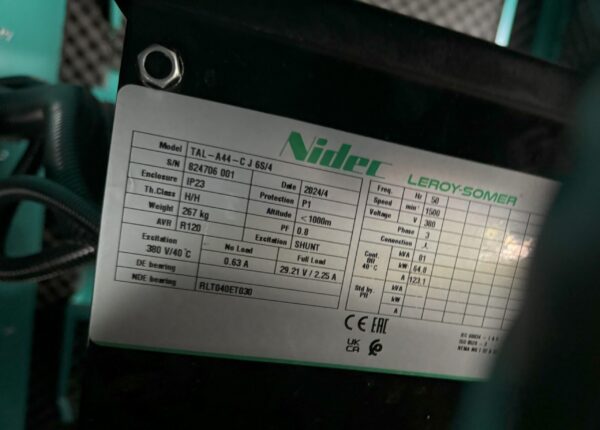 Nidec
LEROY-SOMER
Model TAL-A44-C J 6S/4
S/N 824706 001
Date 2024/4
Enclosure IP23
Protection P1
Th.Class H/H
Altitude ≤1000m
Weight 267 kg
PF 0.8
AVR R120
Excitation SHUNT
Excitation No Load Full Load
380 V/40°C 0.63 A 29.21 V / 2.25 A
DE bearing
NDE bearing RLT040ET030
Freq. Hz 50
Speed min⁻¹ 1500
Voltage V 380
Phase 3
Connection
Cont. kVA 81
BR kW 64.8
40°C A 123.1
Std by. kVA
PR kW
A
CE EAC
UK
CA